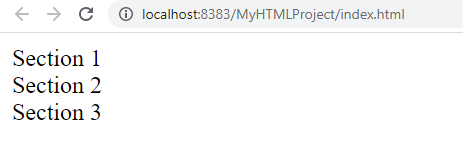 localhost:8383/MyHTMLProject/index.html
Section 1
Section 2
Section 3